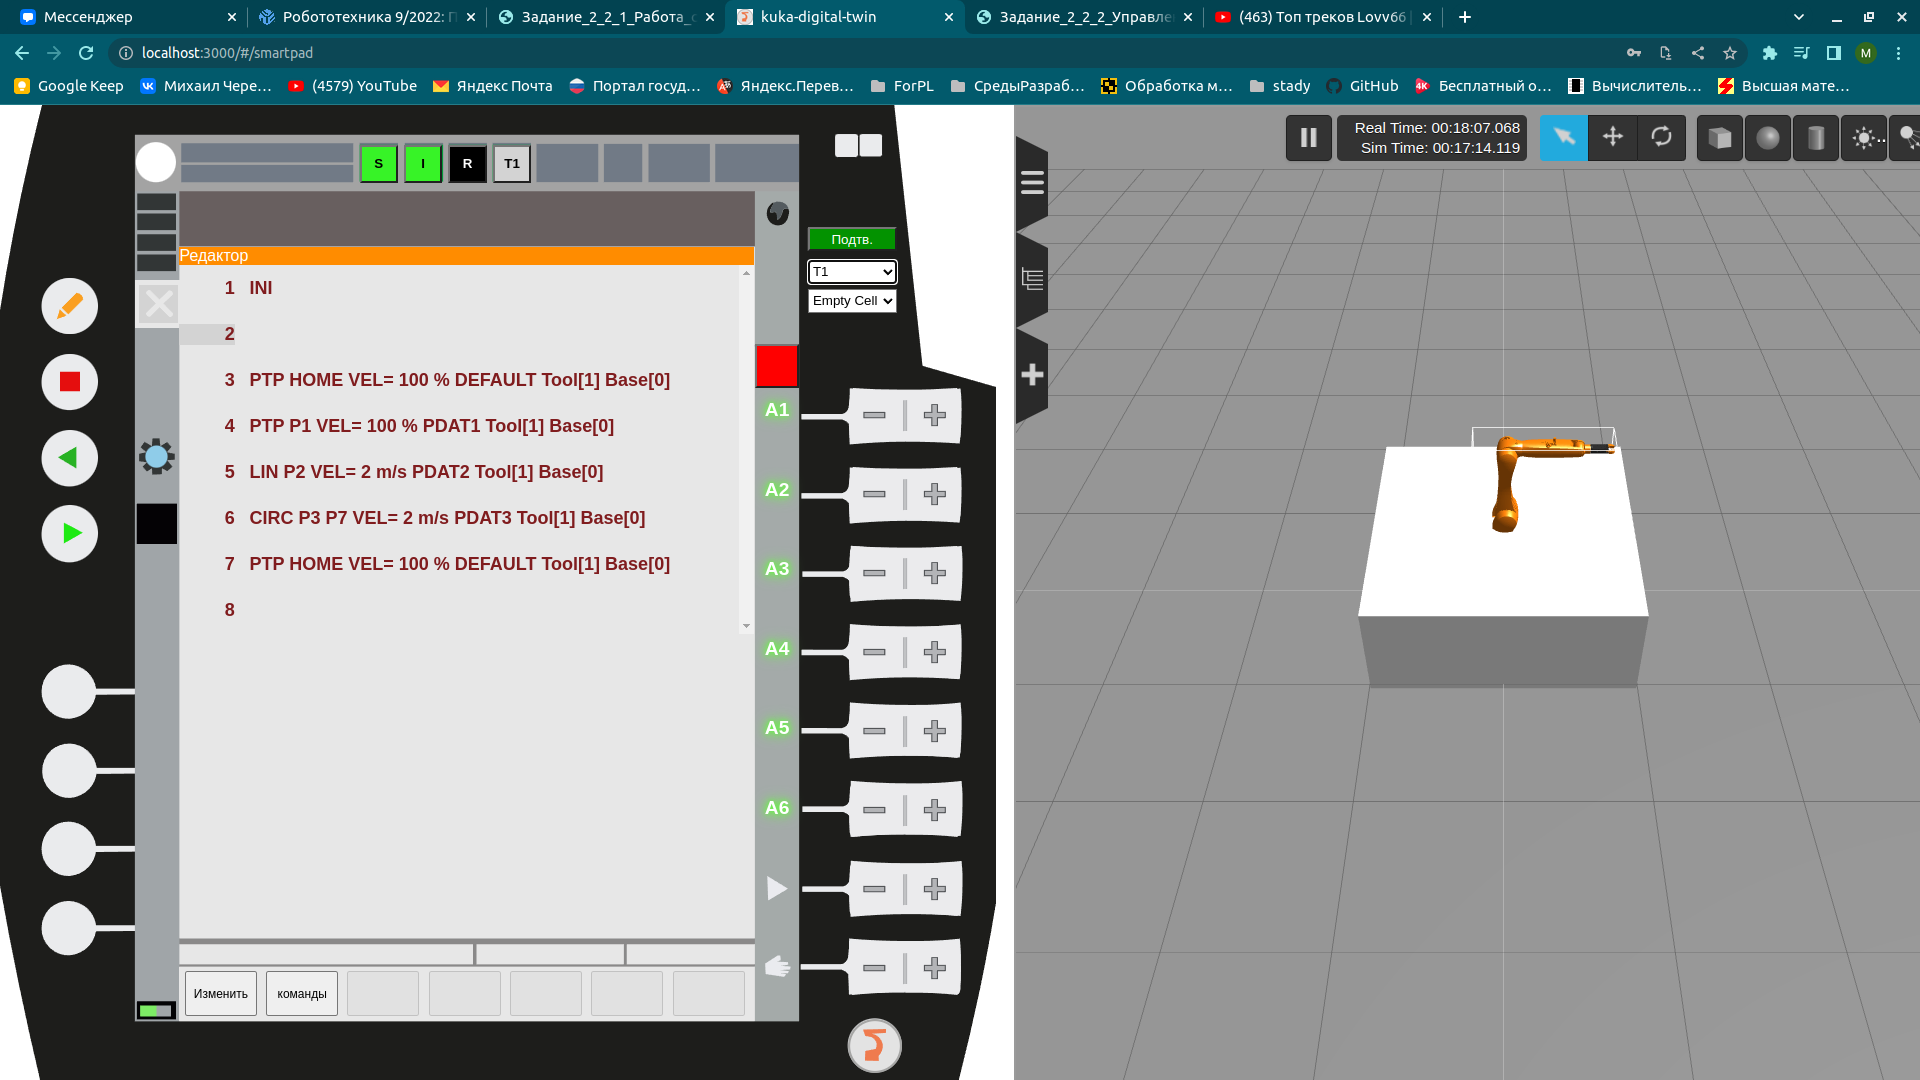 Мессенджер
Робототехника 9/2022: П
Задание_2_2_1_Работа_с
kuka-digital-twin
Задание_2_2_2_Управле
(463) Топ треков Lovv66 |
localhost:3000/#/smartpad
M
Google Keep
Михаил Чере…
(4579) YouTube
Яндекс Почта
Портал госуд…
Яндекс.Перев…
ForPL
СредыРазраб…
Обработка м…
stady
GitHub
4K
Бесплатный о…
Вычислитель…
Высшая мате…
S
I
R
T1
Real Time: 00:18:07.068
Sim Time: 00:17:14.119
Подтв.
T1
Empty Cell
Редактор
1 INI
2
3 PTP HOME VEL= 100 % DEFAULT Tool[1] Base[0]
4 PTP P1 VEL= 100 % PDAT1 Tool[1] Base[0]
5 LIN P2 VEL= 2 m/s PDAT2 Tool[1] Base[0]
6 CIRC P3 P7 VEL= 2 m/s PDAT3 Tool[1] Base[0]
7 PTP HOME VEL= 100 % DEFAULT Tool[1] Base[0]
8
A1
A2
A3
A4
A5
A6
Изменить
команды